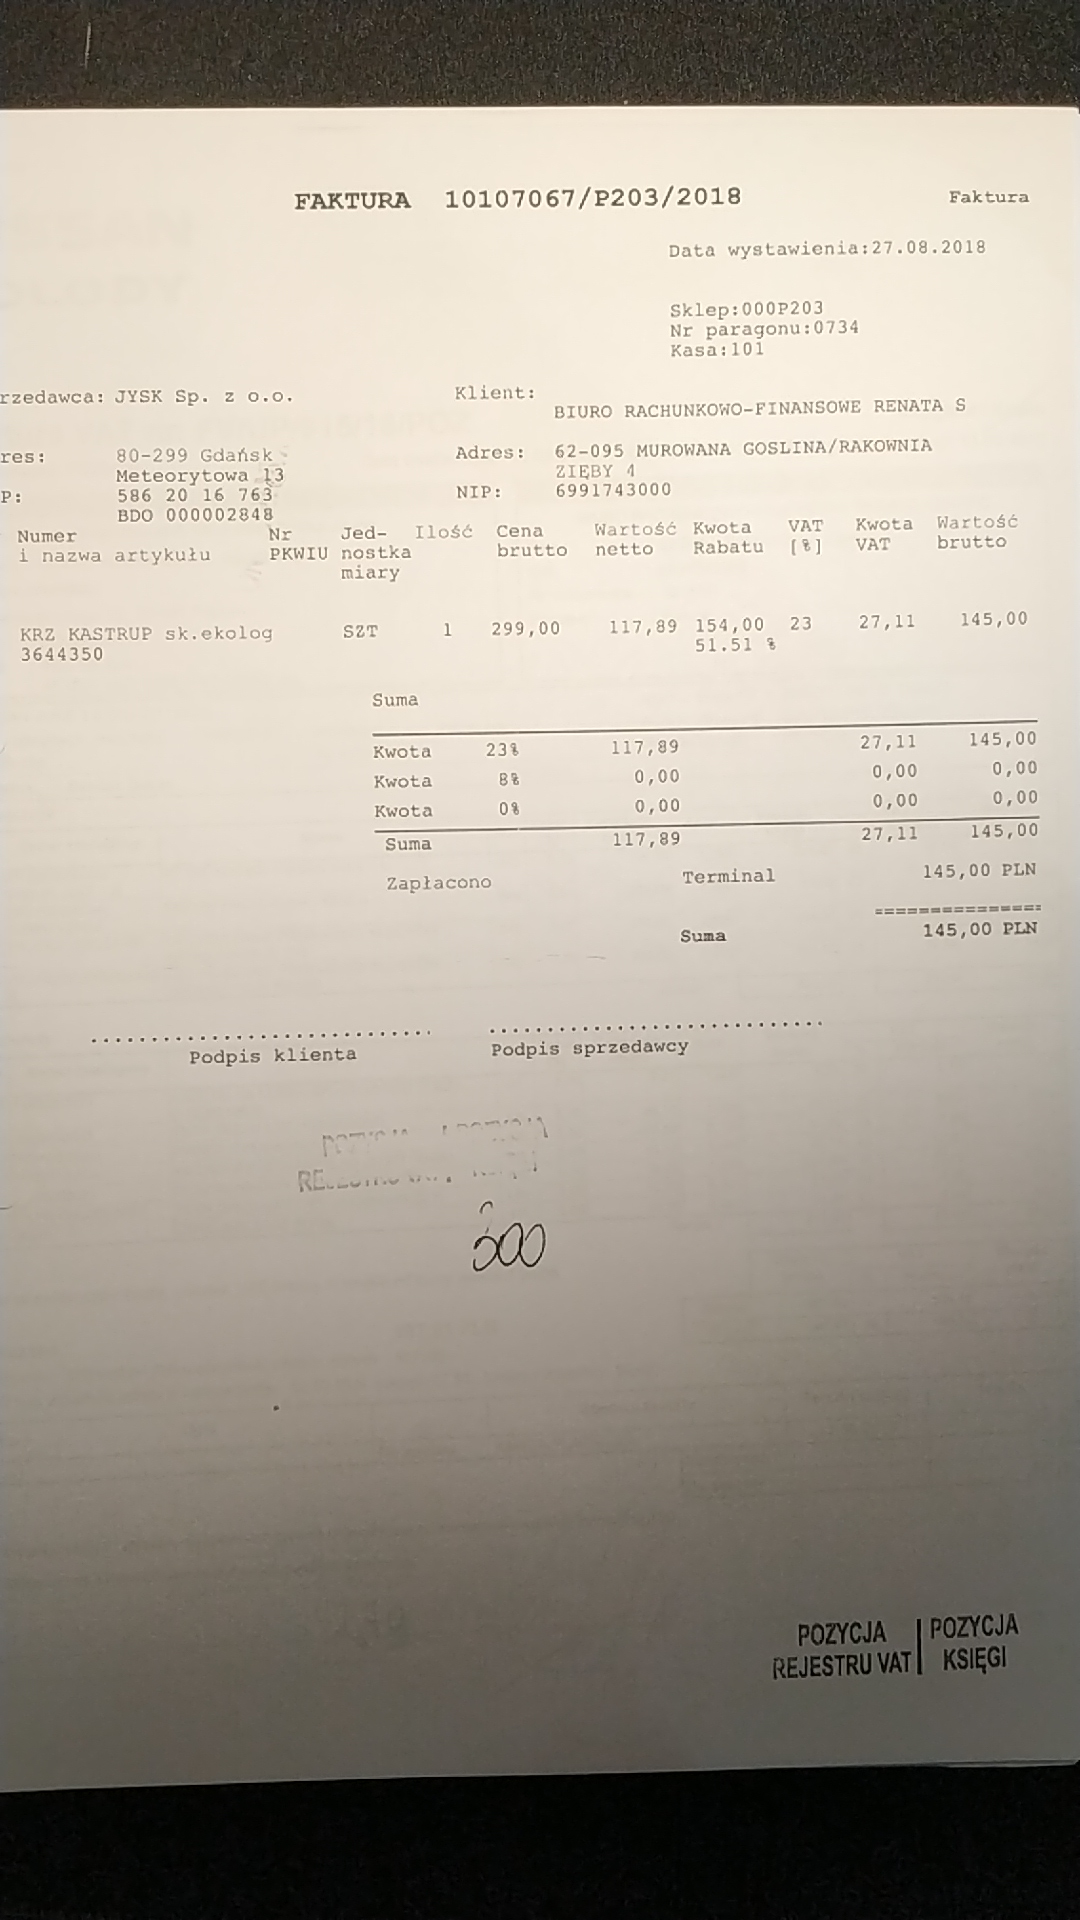 FAKTURA 10107067/P203/2018 Faktura
Data wystawienia:27.08.2018
Sklep:000P203
Nr paragonu:0734
Kasa:101
rzedawca: JYSK Sp. z o.o. Klient:
BIURO RACHUNKOWO-FINANSOWE RENATA S
res: 80-299 Gdańsk Adres: 62-095 MUROWANA GOSLINA/RAKOWNIA
Meteorytowa 13 ZIĘBY 4
P: 586 20 16 763 NIP: 6991743000
BDO 000002848
Numer Nr Jed- Ilość Cena Wartość Kwota VAT Kwota Wartość
i nazwa artykułu PKWIU nostka brutto netto Rabatu [%] VAT brutto
miary
KRZ KASTRUP sk.ekolog SZT 1 299,00 117,89 154,00 23 27,11 145,00
3644350 51.51 %
Suma
Kwota 23% 117,89 27,11 145,00
Kwota 8% 0,00 0,00 0,00
Kwota 0% 0,00 0,00 0,00
Suma 117,89 27,11 145,00
Zapłacono Terminal 145,00 PLN
===============
Suma 145,00 PLN
Podpis klienta Podpis sprzedawcy
POZYCJA | POZYCJA
REJESTRU VAT | KSIĘGI